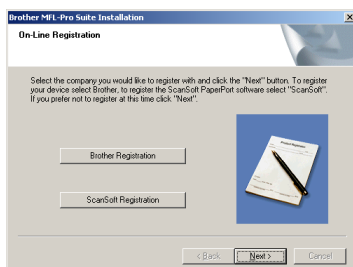 Brother MFL-Pro Suite Installation
On-Line Registration
Select the company you would like to register with and click the "Next" button. To register
your device select Brother, to register the ScanSoft PaperPort software select "ScanSoft".
If you prefer not to register at this time click "Next".
Brother Registration
ScanSoft Registration
Product Registration
< Back
Next >
Cancel